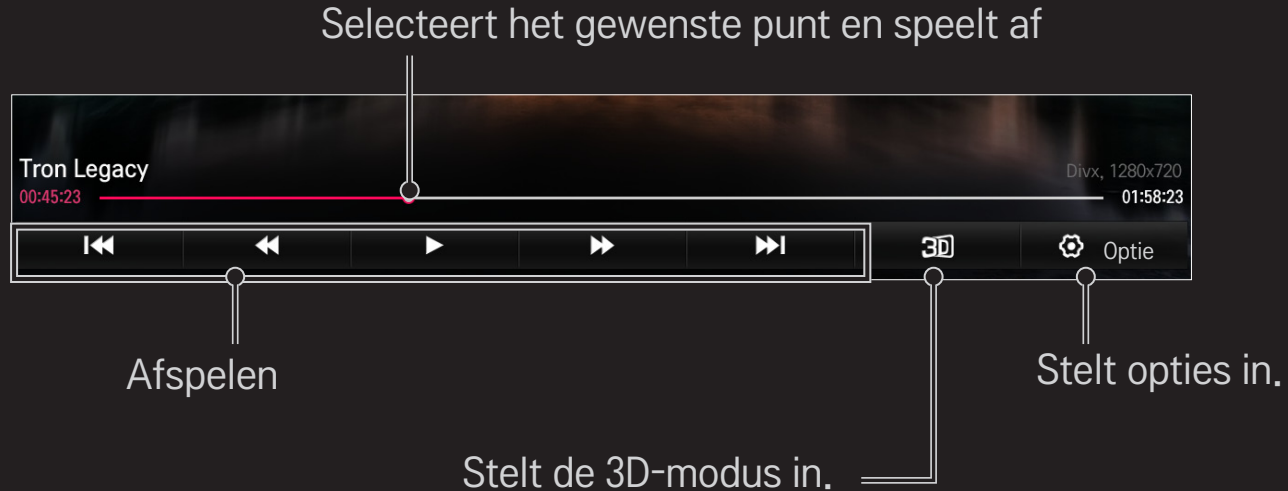 Selecteert het gewenste punt en speelt af
Tron Legacy
Divx, 1280x720
00:45:23
01:58:23
3D
Optie
Afspelen
Stelt opties in.
Stelt de 3D-modus in.